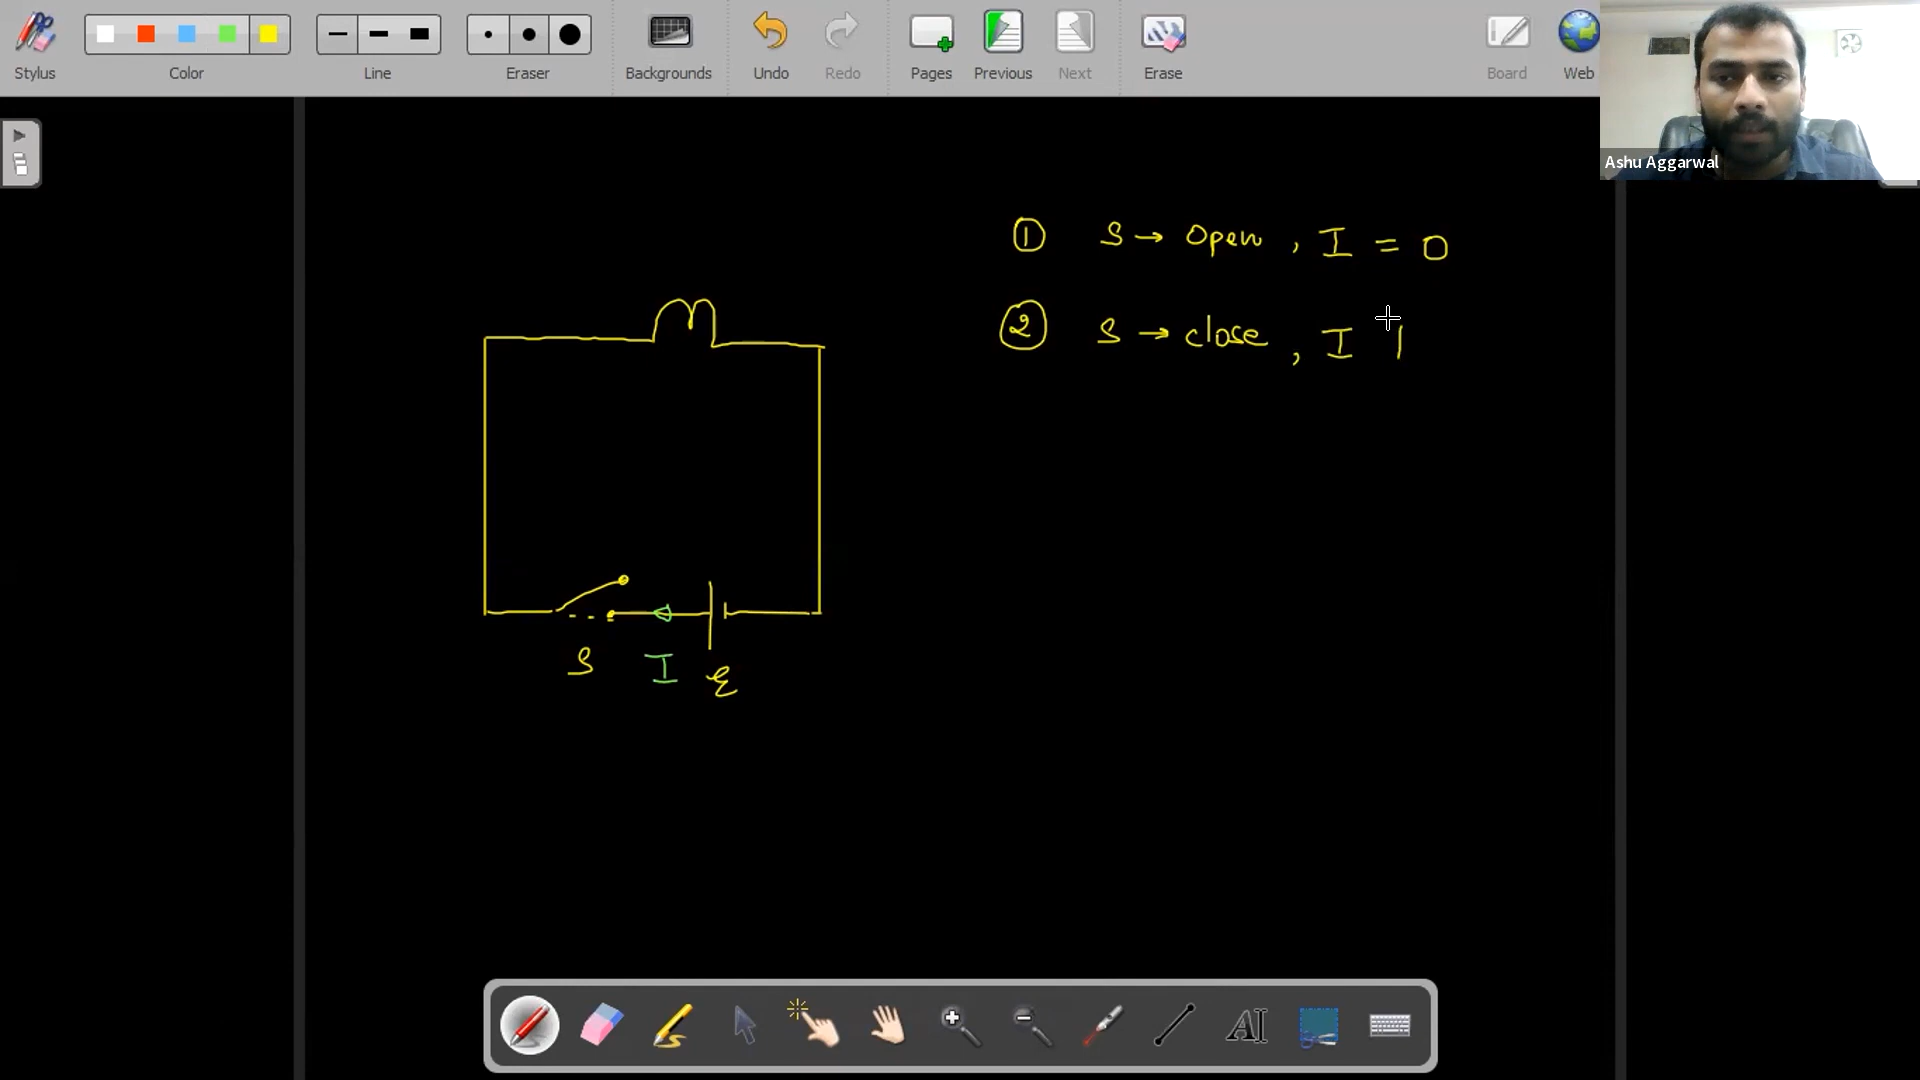 Stylus Color Line Eraser Backgrounds Undo Redo Pages Previous Next Erase Board Web
Ashu Aggarwal
① S → Open , I = 0
② S → close , I
S I ξ
AI